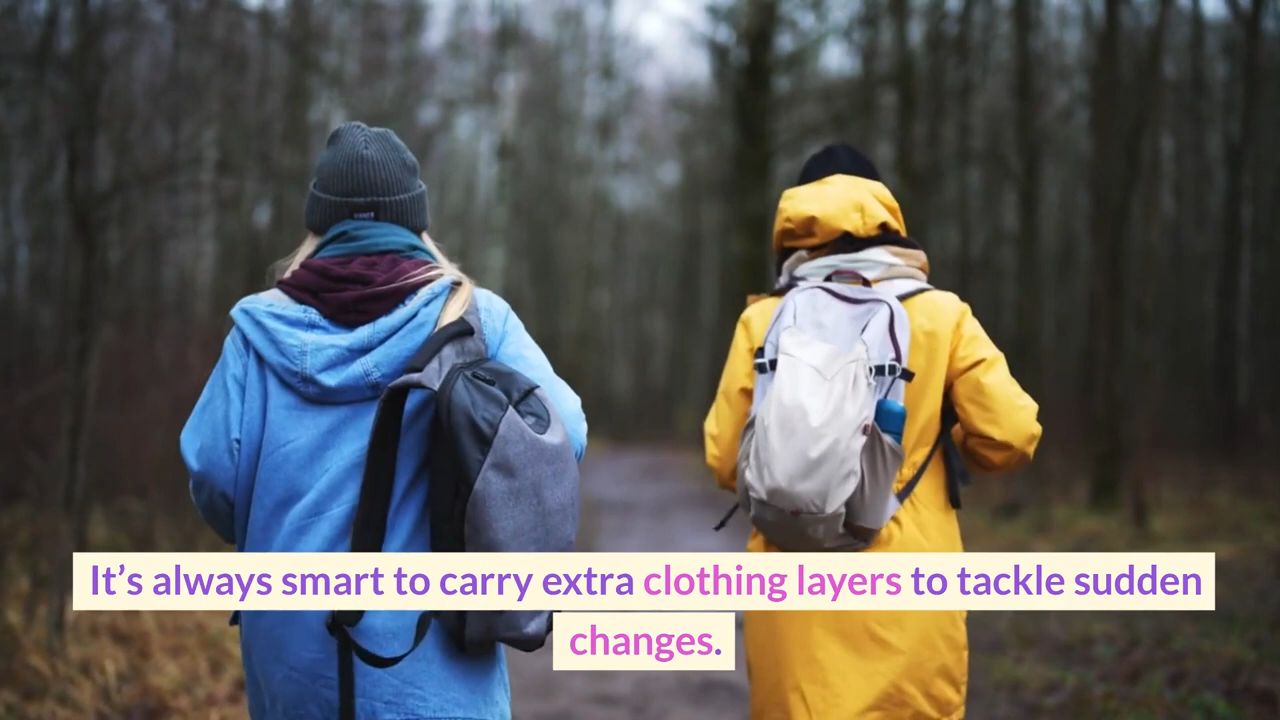 It’s always smart to carry extra clothing layers to tackle sudden
changes.